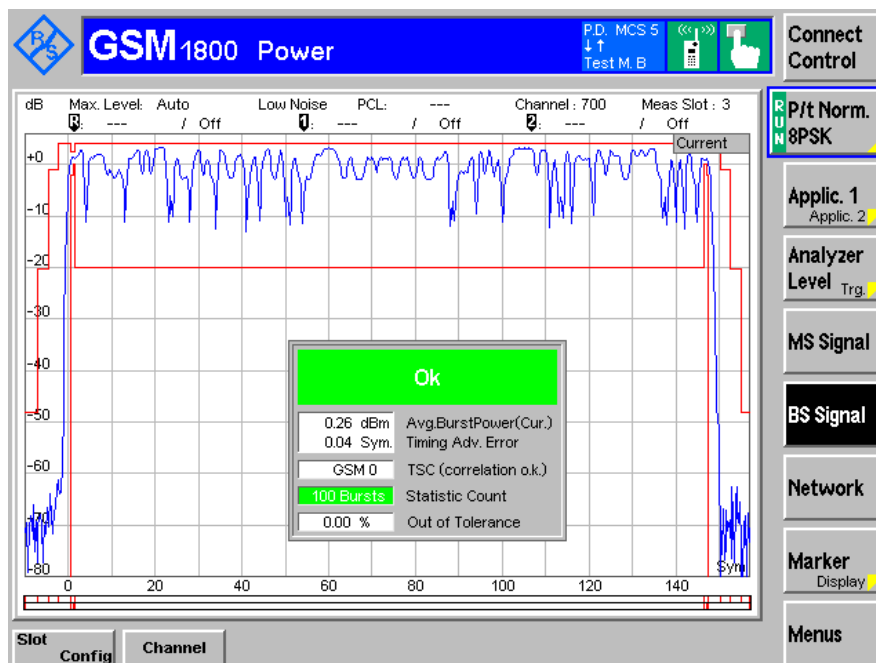 R/S
GSM 1800 Power
P.D. MCS 5
Test M. B
Connect Control
dB Max. Level: Auto Low Noise PCL: --- Channel : 700 Meas Slot : 3
R: --- / Off 1: --- / Off 2: --- / Off
Current
RUN
P/t Norm. 8PSK
Applic. 1
Applic. 2
Analyzer Level Trg.
MS Signal
BS Signal
Network
Marker
Display
Menus
+0
-10
-20
-30
-40
-50
-60
-70
-80
Ok
0.26 dBm Avg.BurstPower(Cur.)
0.04 Sym. Timing Adv. Error
GSM 0 TSC (correlation o.k.)
100 Bursts Statistic Count
0.00 % Out of Tolerance
Sym
0 20 40 60 80 100 120 140
Slot Config
Channel